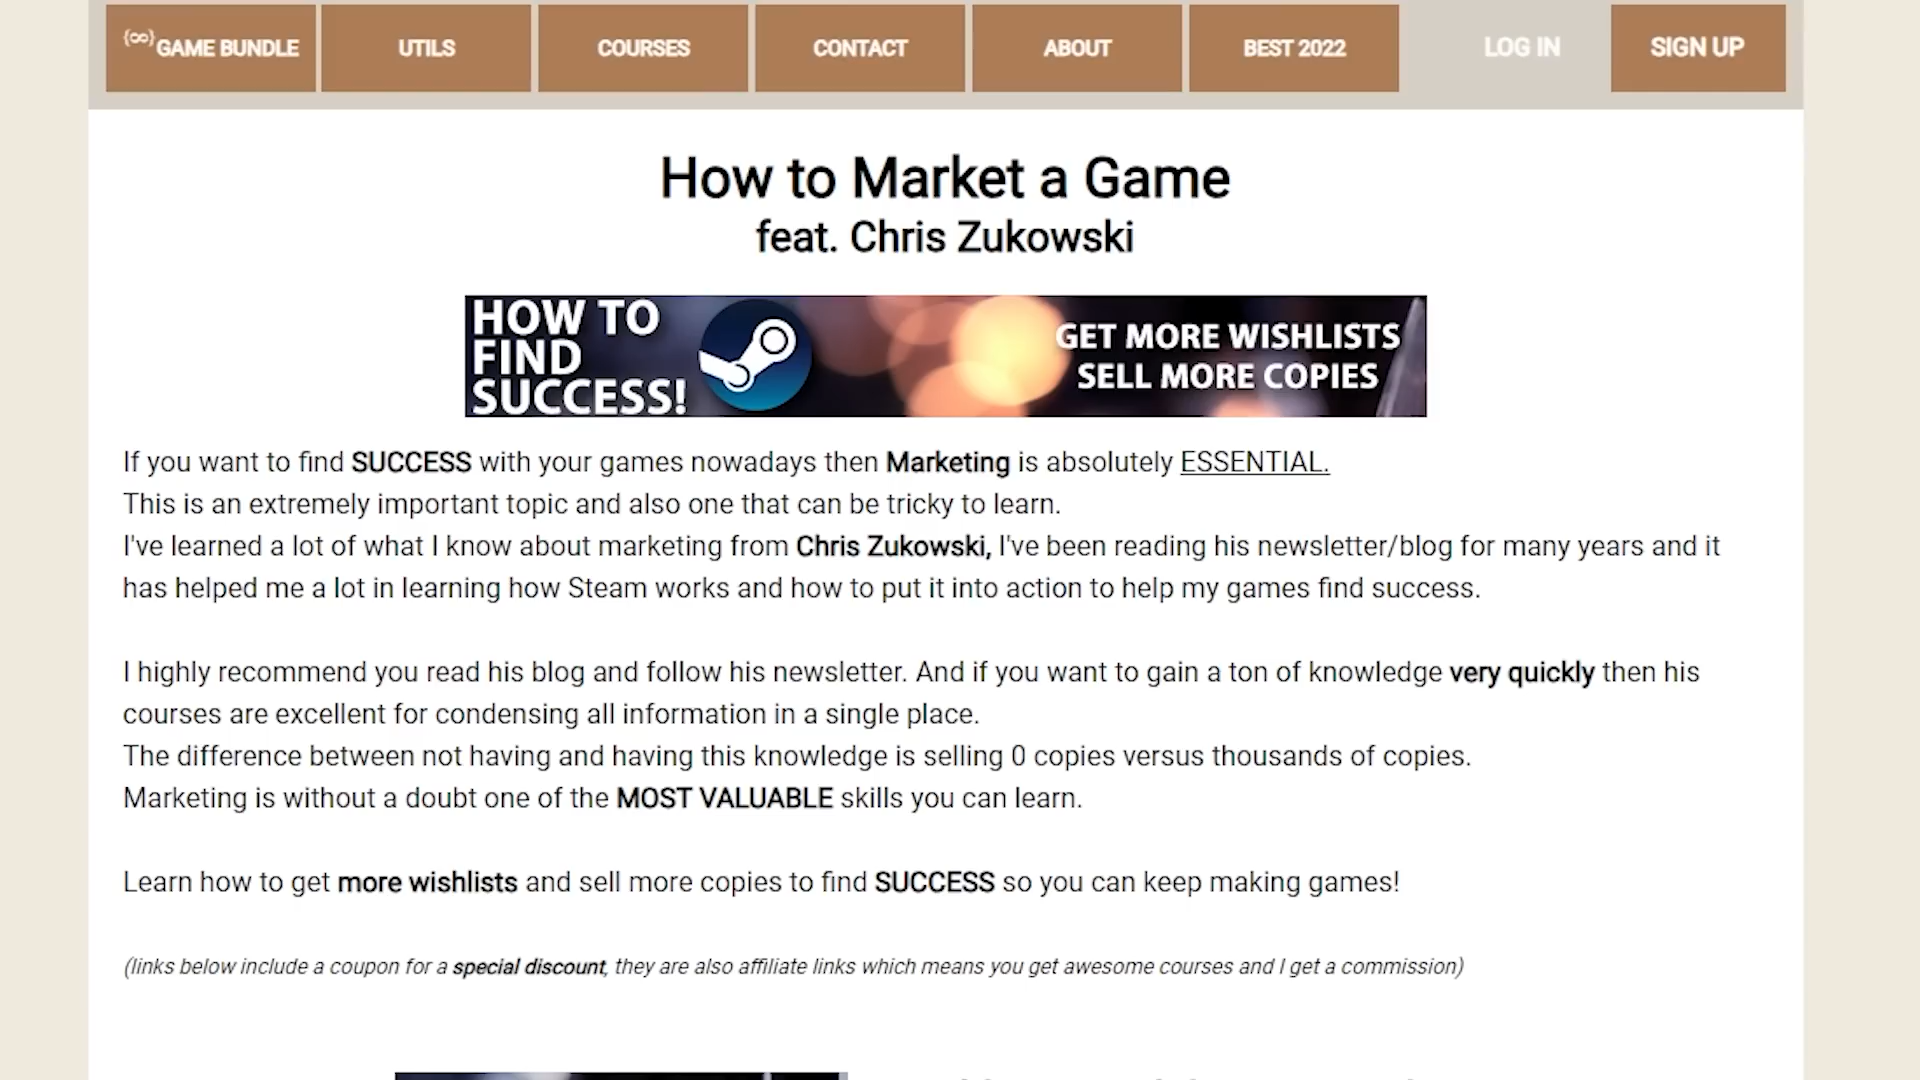 {∞} GAME BUNDLE
UTILS
COURSES
CONTACT
ABOUT
BEST 2022
LOG IN
SIGN UP
How to Market a Game
feat. Chris Zukowski
HOW TO
FIND
SUCCESS!
GET MORE WISHLISTS
SELL MORE COPIES
If you want to find SUCCESS with your games nowadays then Marketing is absolutely ESSENTIAL.
This is an extremely important topic and also one that can be tricky to learn.
I've learned a lot of what I know about marketing from Chris Zukowski, I've been reading his newsletter/blog for many years and it
has helped me a lot in learning how Steam works and how to put it into action to help my games find success.
I highly recommend you read his blog and follow his newsletter. And if you want to gain a ton of knowledge very quickly then his
courses are excellent for condensing all information in a single place.
The difference between not having and having this knowledge is selling 0 copies versus thousands of copies.
Marketing is without a doubt one of the MOST VALUABLE skills you can learn.
Learn how to get more wishlists and sell more copies to find SUCCESS so you can keep making games!
(links below include a coupon for a special discount, they are also affiliate links which means you get awesome courses and I get a commission)